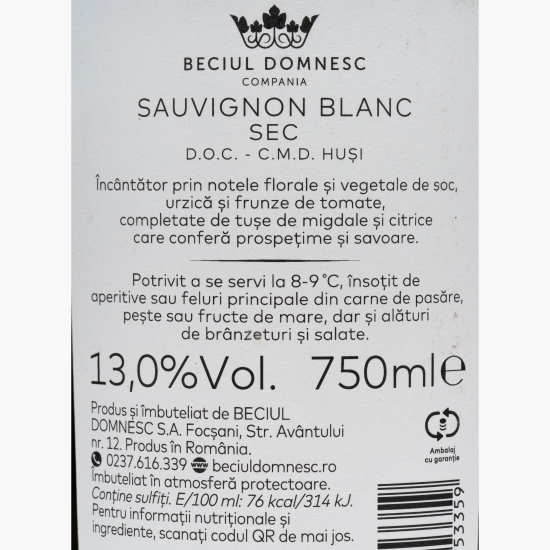 BECIUL DOMNESC
COMPANIA
SAUVIGNON BLANC
SEC
D.O.C. - C.M.D. HUȘI
Încântător prin notele florale și vegetale de soc,
urzică și frunze de tomate,
completate de tușe de migdale și citrice
care conferă prospețime și savoare.
Potrivit a se servi la 8-9 °C, însoțit de
aperitive sau feluri principale din carne de pasăre,
pește sau fructe de mare, dar și alături
de brânzeturi și salate.
13,0%Vol. 750ml℮
Produs și îmbuteliat de BECIUL
DOMNESC S.A. Focșani, Str. Avântului
nr. 12. Produs în România.
0237.616.339 www beciuldomnesc.ro
Îmbuteliat în atmosferă protectoare.
Conține sulfiți. E/100 ml: 76 kcal/314 kJ.
Pentru informații nutriționale și
ingrediente, scanați codul QR de mai jos.
Ambalaj
cu garanție
53359